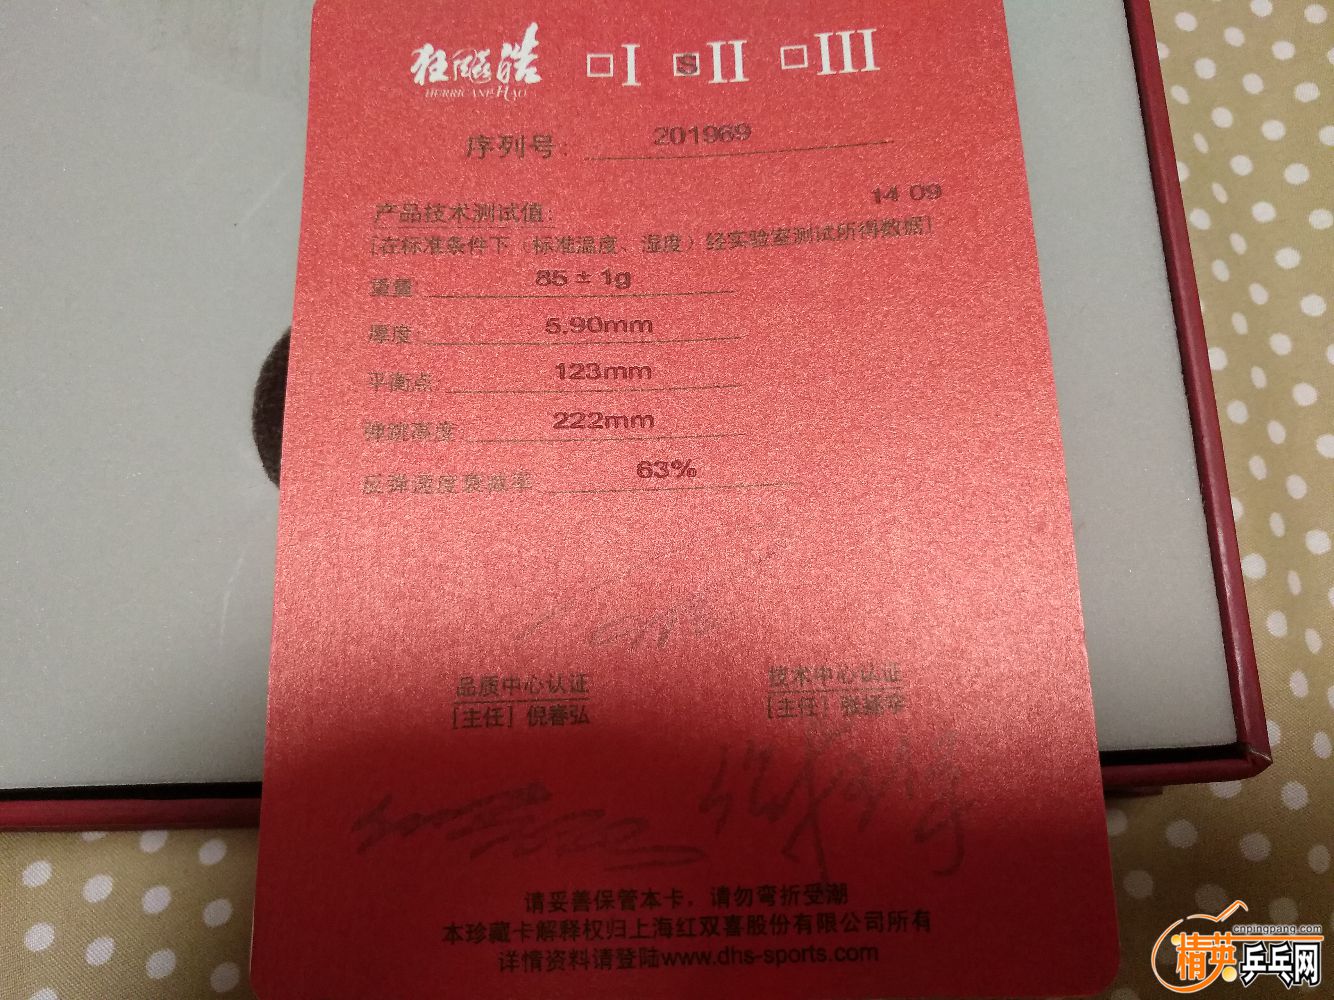 狂飚皓 □I SII □III
HURRICANE HAO
序列号: 201969
14 09
产品技术测试值:
[在标准条件下（标准温度、湿度）经实验室测试所得数据]
重量: 85±1g
厚度: 5.90mm
平衡点: 123mm
弹跳高度: 222mm
反弹速度衰减率: 63%
品质中心认证 技术中心认证
[主任] 倪春弘 [主任]
请妥善保管本卡，请勿弯折受潮
本珍藏卡解释权归上海红双喜股份有限公司所有
详情资料请登陆www.dhs-sports.com
cnpingpang.com
精英乒乓网